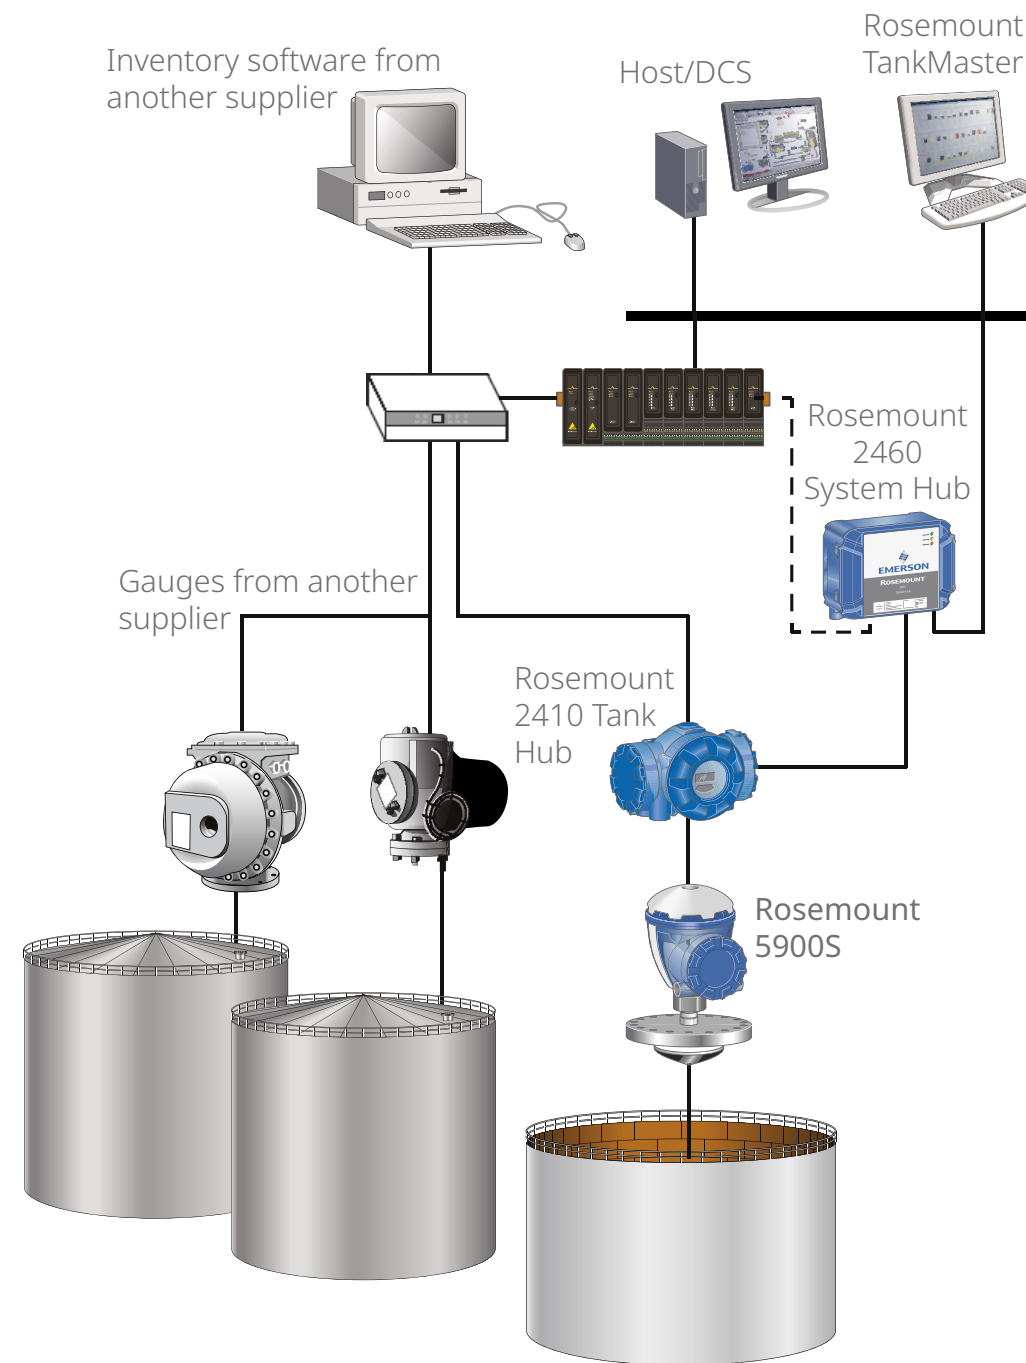 Rosemount
TankMaster
Inventory software from
another supplier
Host/DCS
Rosemount
2460
System Hub
EMERSON
ROSEMOUNT
Gauges from another
supplier
Rosemount
2410 Tank
Hub
Rosemount
5900S